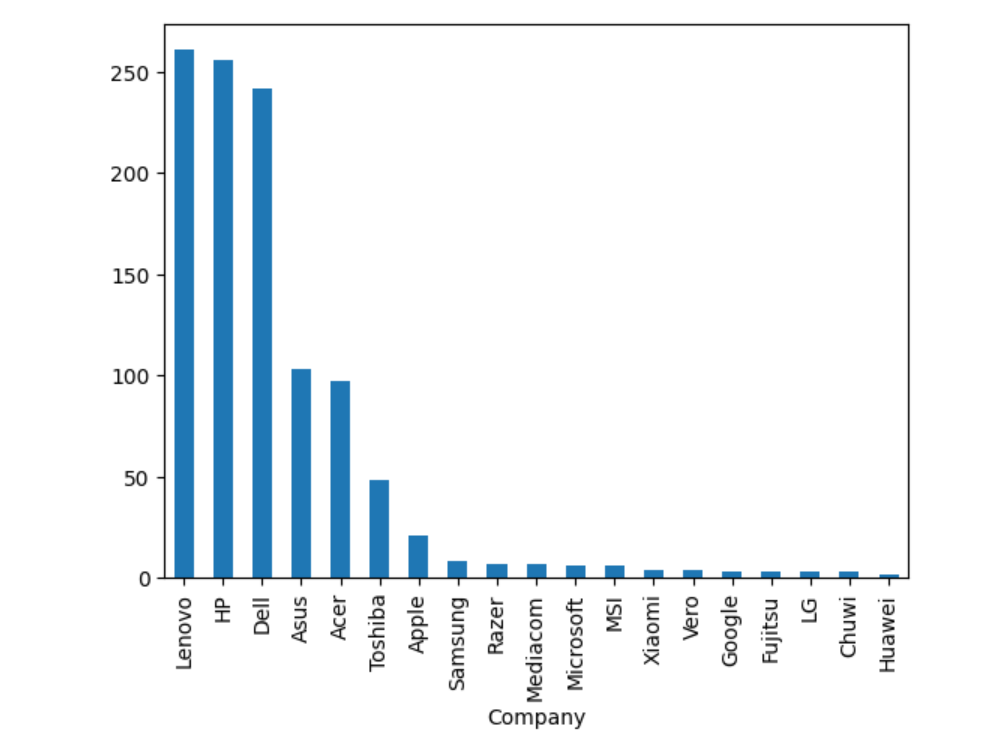 250
200
150
100
50
0
Lenovo
HP
Dell
Asus
Acer
Toshiba
Apple
Samsung
Razer
Mediacom
Microsoft
MSI
Xiaomi
Vero
Google
Fujitsu
LG
Chuwi
Huawei
Company